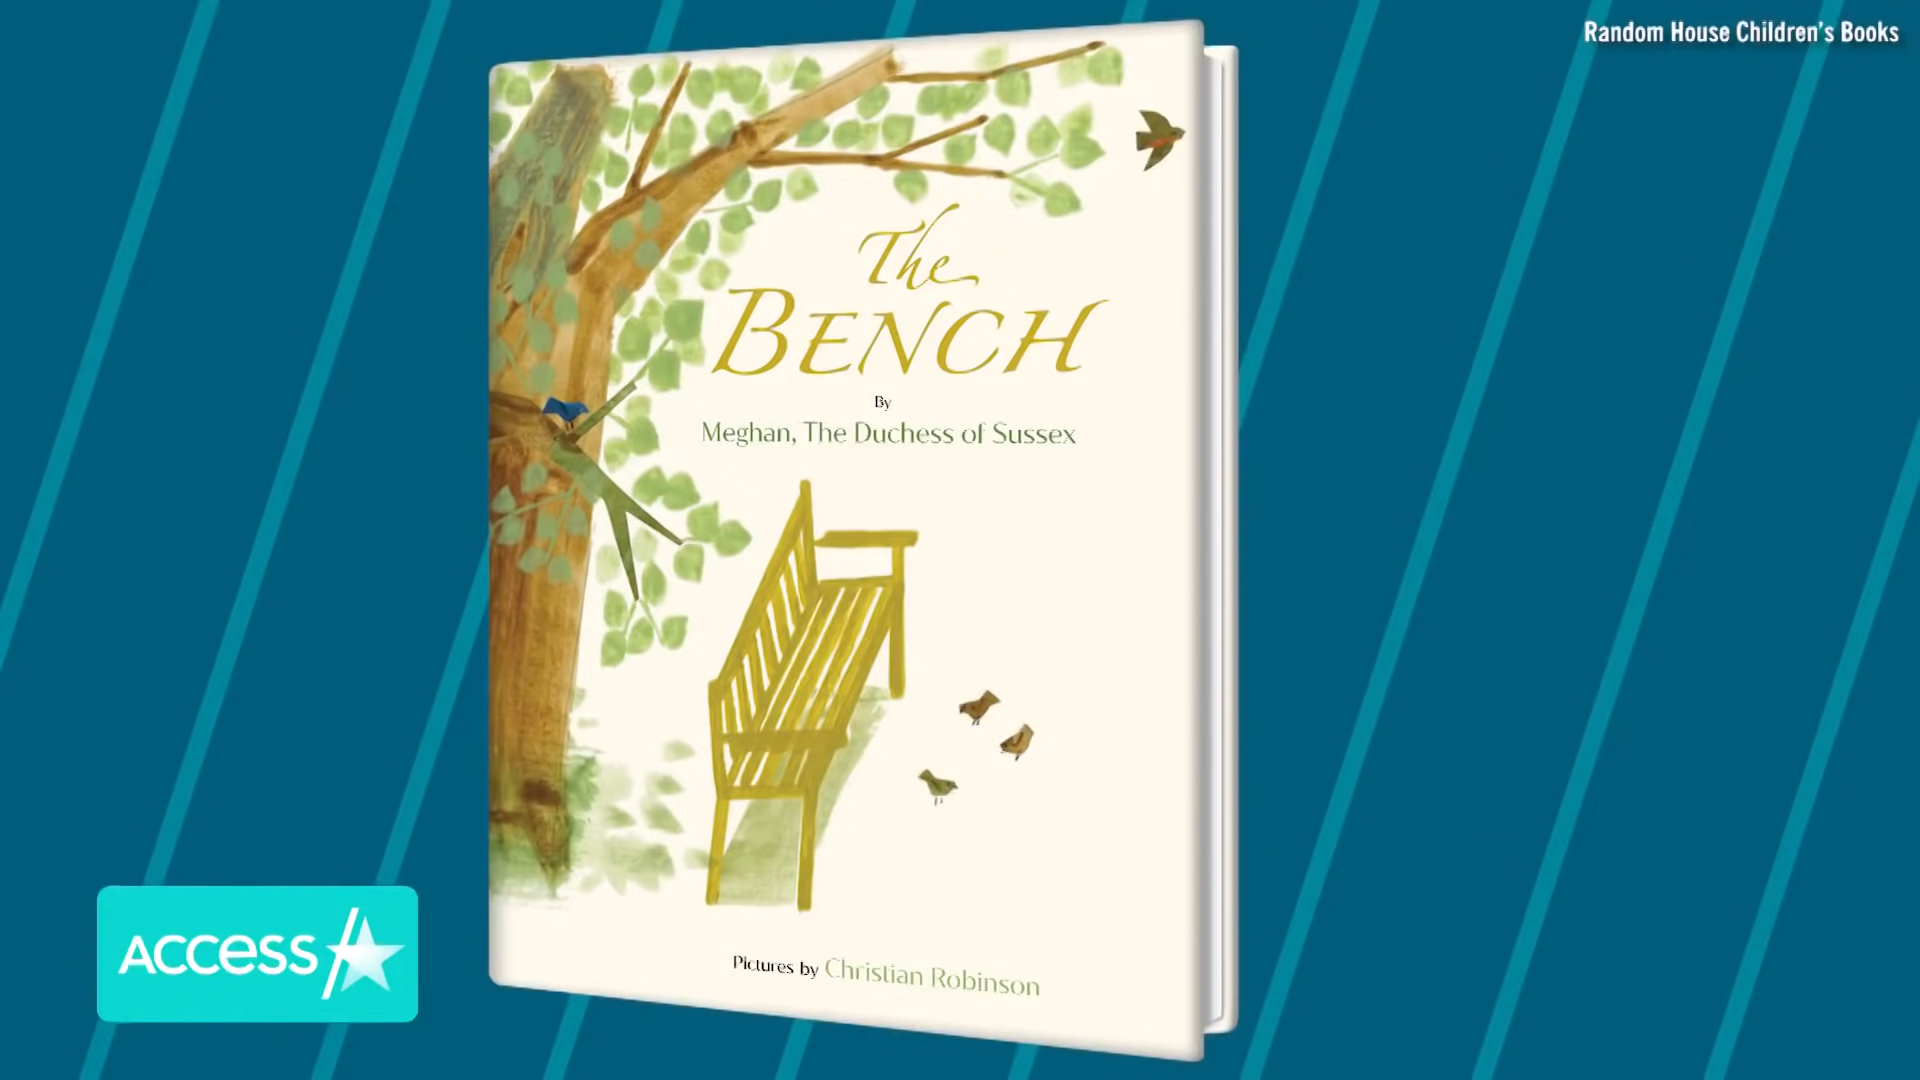 Random House Children's Books
The
BENCH
By
Meghan, The Duchess of Sussex
Pictures by Christian Robinson
ACCESS